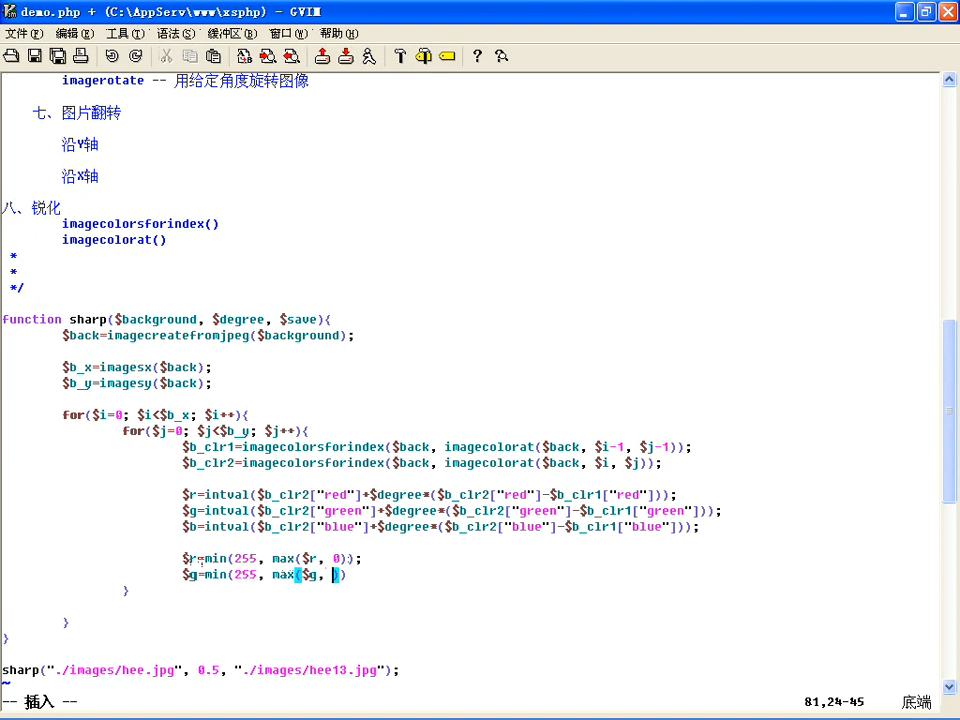 demo.php + (C:\AppServ\www\xsphp) - GVIM
文件(F) 编辑(E) 工具(T) 语法(S) 缓冲区(B) 窗口(W) 帮助(H)
imagerotate -- 用给定角度旋转图像
七、图片翻转
沿Y轴
沿X轴
八、锐化
imagecolorsforindex()
imagecolorat()
*
*
*/
function sharp($background, $degree, $save){
$back=imagecreatefromjpeg($background);
$b_x=imagesx($back);
$b_y=imagesy($back);
for($i=0; $i<$b_x; $i++){
for($j=0; $j<$b_y; $j++){
$b_clr1=imagecolorsforindex($back, imagecolorat($back, $i-1, $j-1));
$b_clr2=imagecolorsforindex($back, imagecolorat($back, $i, $j));
$r=intval($b_clr2["red"]+$degree*($b_clr2["red"]-$b_clr1["red"]));
$g=intval($b_clr2["green"]+$degree*($b_clr2["green"]-$b_clr1["green"]));
$b=intval($b_clr2["blue"]+$degree*($b_clr2["blue"]-$b_clr1["blue"]));
$r=min(255, max($r, 0));
$g=min(255, max($g, ))
}
}
}
sharp("./images/hee.jpg", 0.5, "./images/hee13.jpg");
~
-- 插入 -- 81,24-45 底端